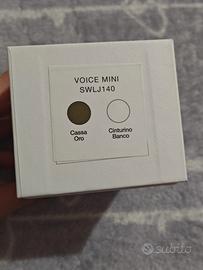 VOICE MINI
SWLJ140
Cassa
Oro
Cinturino
Banco
subito